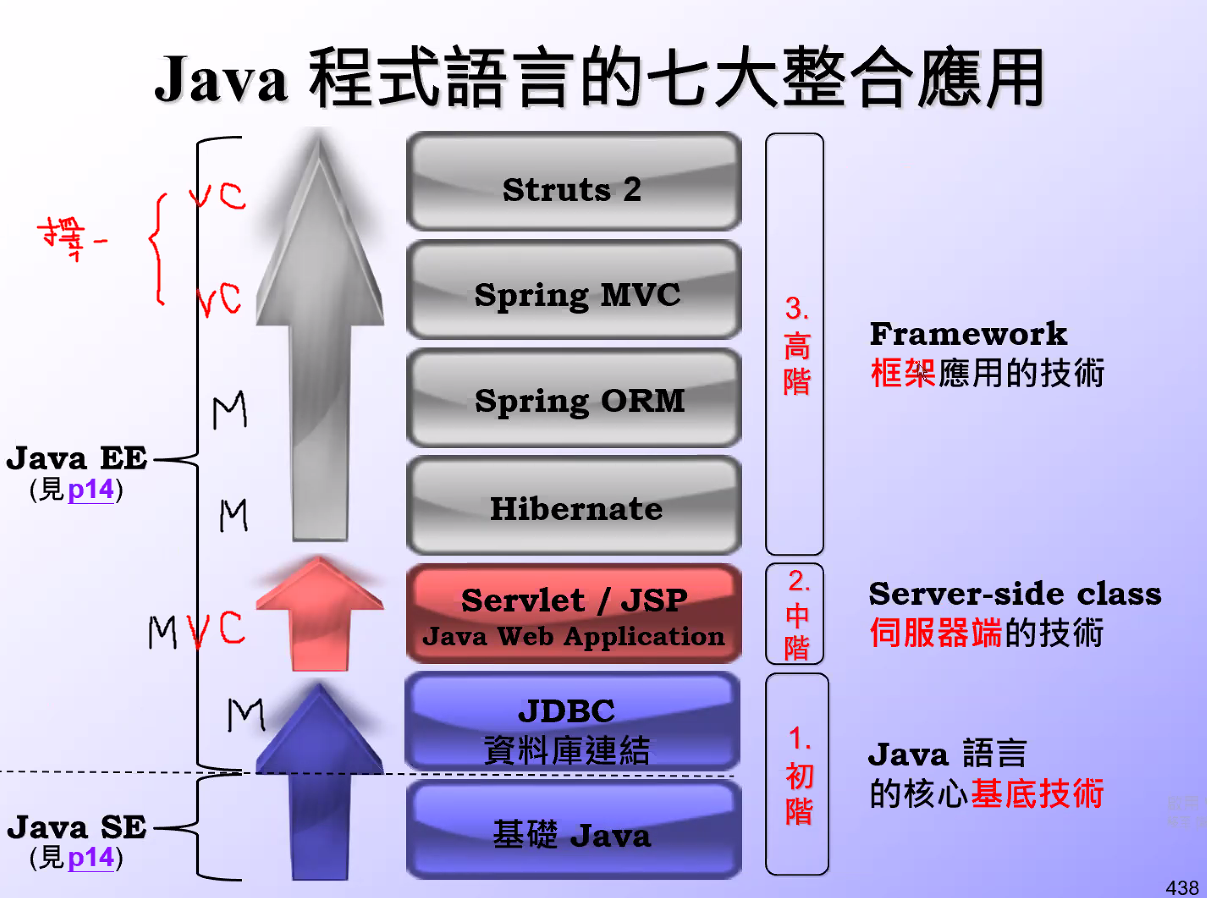 Java 程式語言的七大整合應用
Struts 2
VC
擇一
Spring MVC
VC
3.
高
階
Framework
框架應用的技術
Spring ORM
M
Java EE
(見p14)
Hibernate
M
Servlet / JSP
Java Web Application
MVC
2.
中
階
Server-side class
伺服器端的技術
JDBC
資料庫連結
M
1.
初
階
Java 語言
的核心基底技術
Java SE
(見p14)
基礎 Java
438